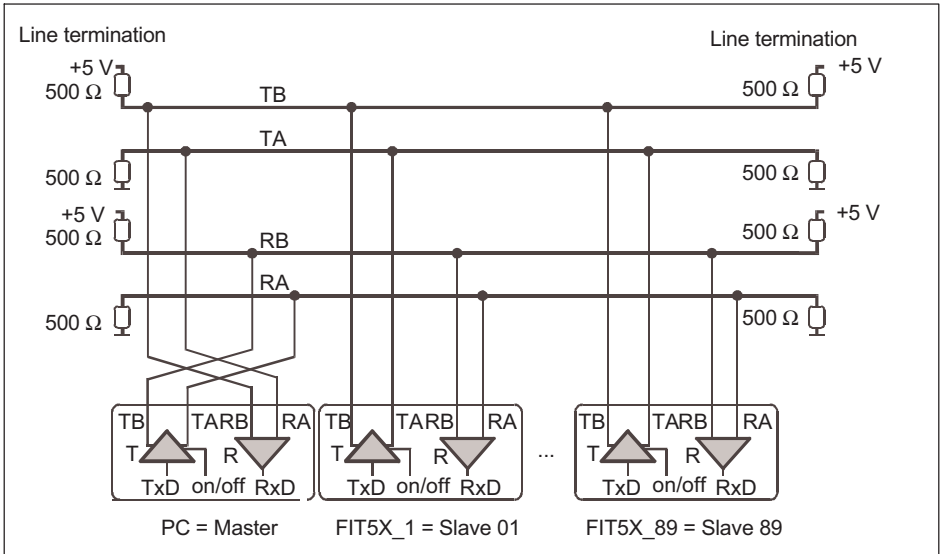 Line termination
Line termination
+5 V
+5 V
500 Ω
500 Ω
TB
TA
500 Ω
500 Ω
+5 V
+5 V
500 Ω
500 Ω
RB
RA
500 Ω
500 Ω
TB TARB RA TB TARB RA TB TARB RA
T R T R ... T R
TxD on/off RxD TxD on/off RxD TxD on/off RxD
PC = Master FIT5X_1 = Slave 01 FIT5X_89 = Slave 89